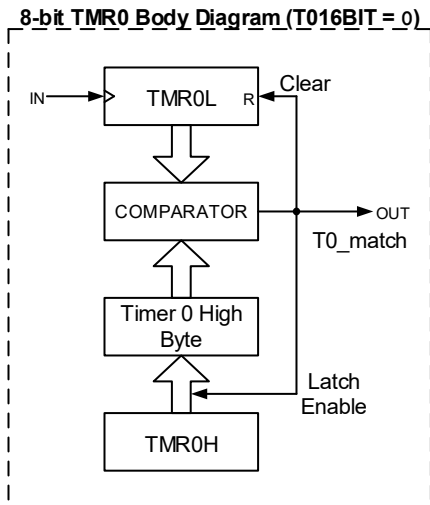 8-bit TMR0 Body Diagram (T016BIT = 0)
IN
TMR0L
R
Clear
COMPARATOR
OUT
T0_match
Timer 0 High
Byte
Latch
Enable
TMR0H